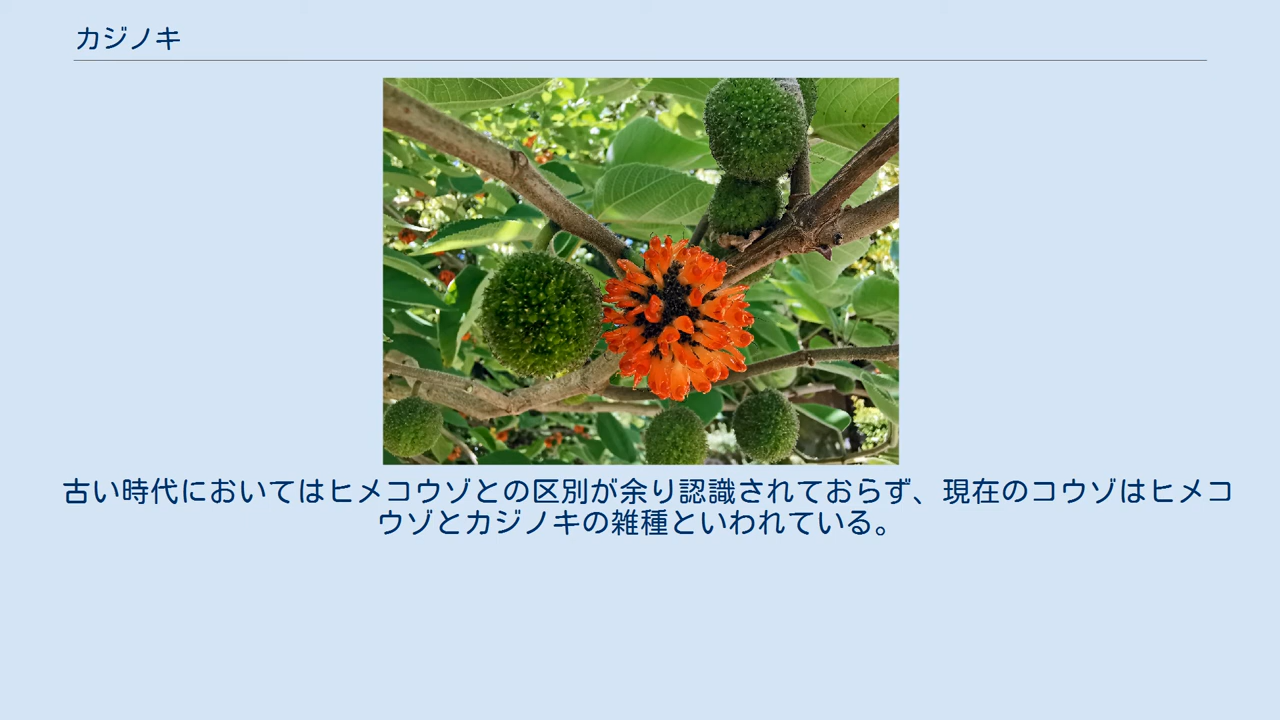 カジノキ
古い時代においてはヒメコウゾとの区別が余り認識されておらず、現在のコウゾはヒメコ
ウゾとカジノキの雑種といわれている。